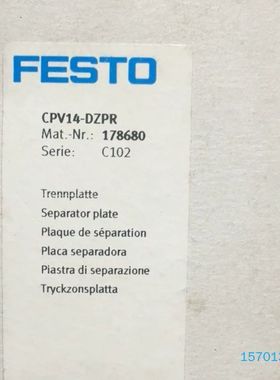 FESTO
CPV14-DZPR
Mat.-Nr.: 178680
Serie: C102
Trennplatte
Separator plate
Plaque de séparation
Placa separadora
Piastra di separazione
Tryckzonsplatta
157013